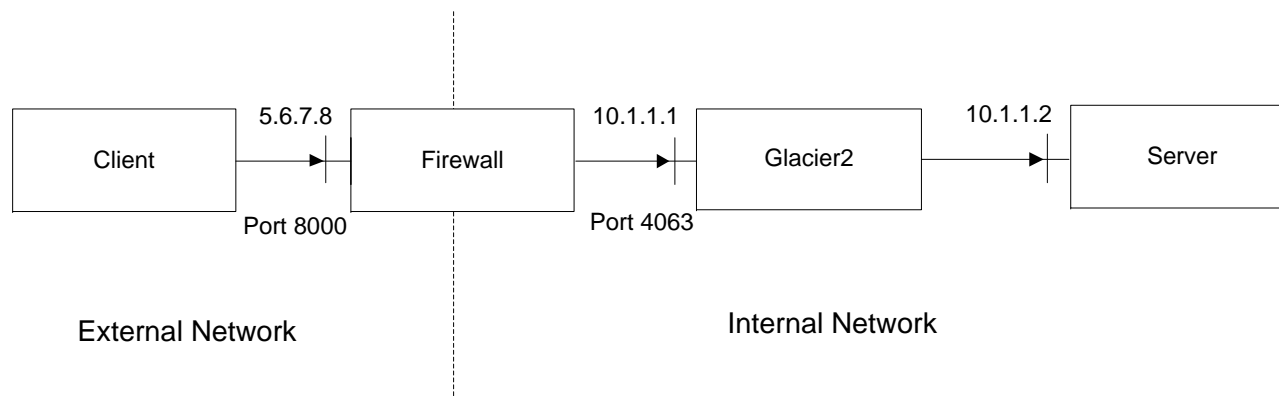 5.6.7.8
10.1.1.1
10.1.1.2
Client
Firewall
Glacier2
Server
Port 8000
Port 4063
External Network
Internal Network